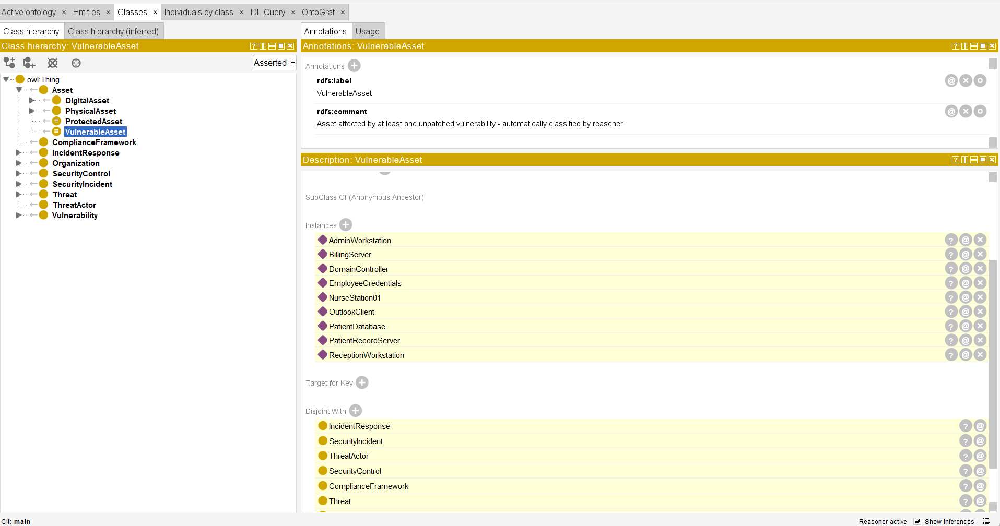 Active ontology × Entities × Classes × Individuals by class × DL Query × OntoGraf ×
Class hierarchy Class hierarchy (inferred)
Class hierarchy: VulnerableAsset
Asserted
owl:Thing
Asset
DigitalAsset
PhysicalAsset
ProtectedAsset
VulnerableAsset
ComplianceFramework
IncidentResponse
Organization
SecurityControl
SecurityIncident
Threat
ThreatActor
Vulnerability
Annotations Usage
Annotations: VulnerableAsset
Annotations
rdfs:label
VulnerableAsset
rdfs:comment
Asset affected by at least one unpatched vulnerability - automatically classified by reasoner
Description: VulnerableAsset
SubClass Of (Anonymous Ancestor)
Instances
AdminWorkstation
BillingServer
DomainController
EmployeeCredentials
NurseStation01
OutlookClient
PatientDatabase
PatientRecordServer
ReceptionWorkstation
Target for Key
Disjoint With
IncidentResponse
SecurityIncident
ThreatActor
SecurityControl
ComplianceFramework
Threat
Git: main
Reasoner active Show Inferences